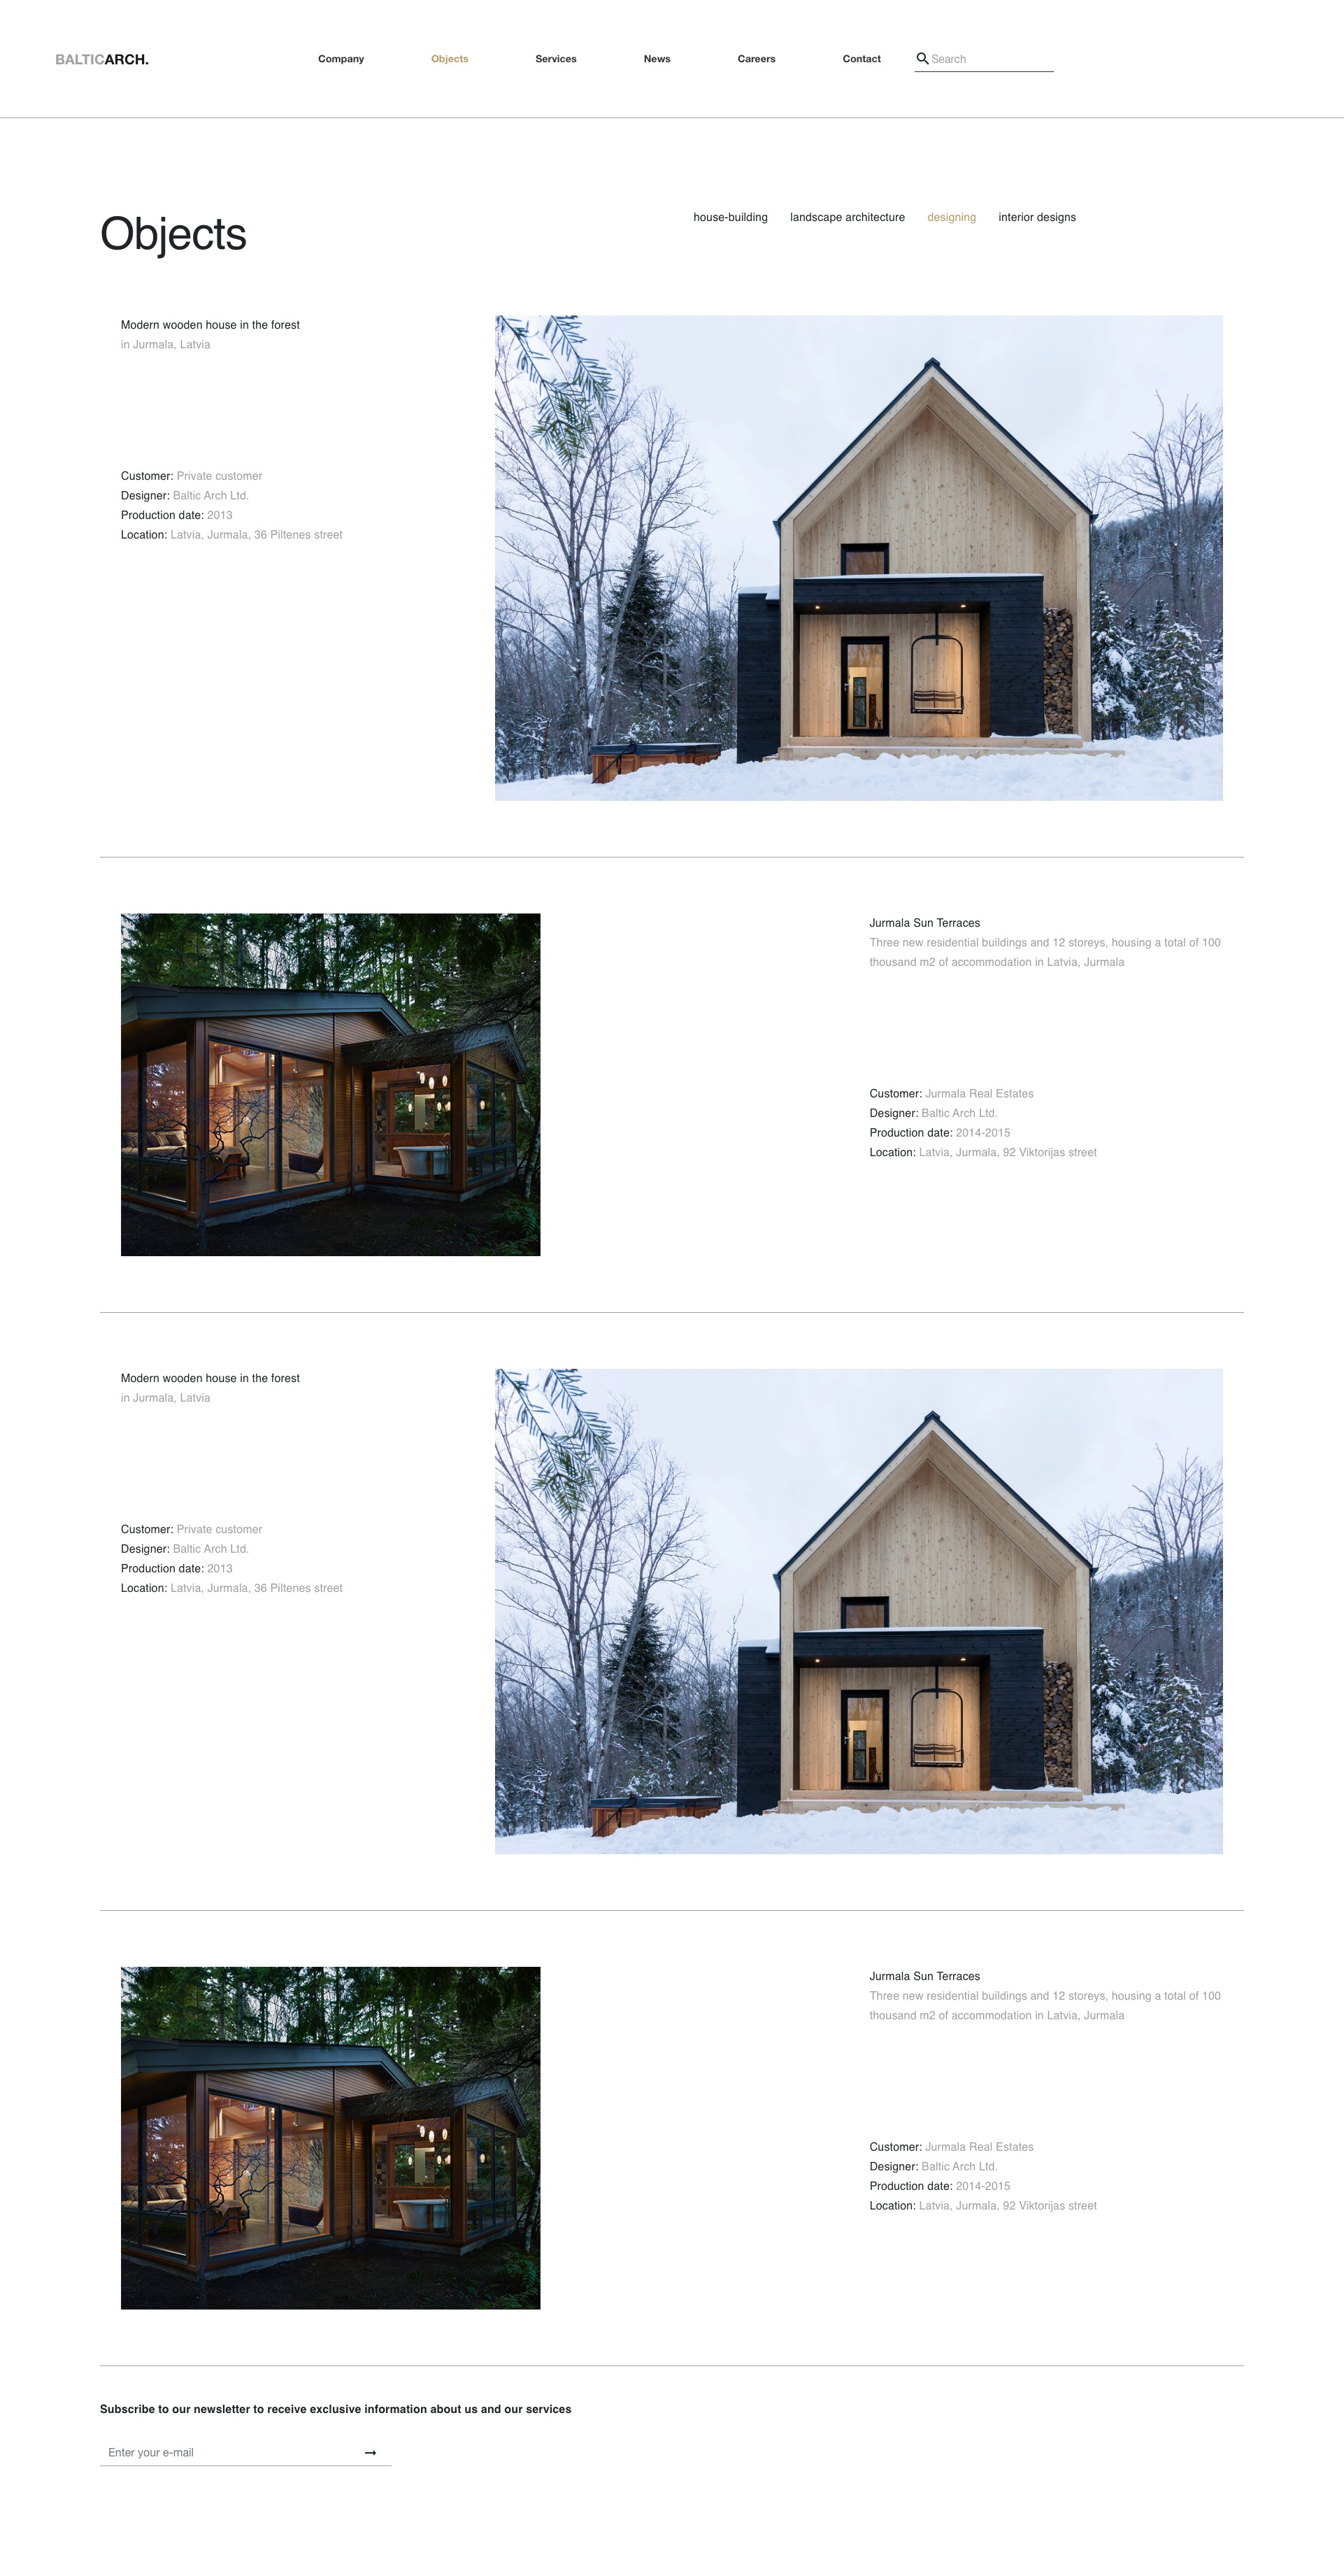 BALTICARCH.
Company Objects Services News Careers Contact Search
Objects
house-building landscape architecture designing interior designs
Modern wooden house in the forest
in Jurmala, Latvia
Customer: Private customer
Designer: Baltic Arch Ltd.
Production date: 2013
Location: Latvia, Jurmala, 36 Piltenes street
Jurmala Sun Terraces
Three new residential buildings and 12 storeys, housing a total of 100
thousand m2 of accommodation in Latvia, Jurmala
Customer: Jurmala Real Estates
Designer: Baltic Arch Ltd.
Production date: 2014-2015
Location: Latvia, Jurmala, 92 Viktorijas street
Modern wooden house in the forest
in Jurmala, Latvia
Customer: Private customer
Designer: Baltic Arch Ltd.
Production date: 2013
Location: Latvia, Jurmala, 36 Piltenes street
Jurmala Sun Terraces
Three new residential buildings and 12 storeys, housing a total of 100
thousand m2 of accommodation in Latvia, Jurmala
Customer: Jurmala Real Estates
Designer: Baltic Arch Ltd.
Production date: 2014-2015
Location: Latvia, Jurmala, 92 Viktorijas street
Subscribe to our newsletter to receive exclusive information about us and our services
Enter your e-mail →